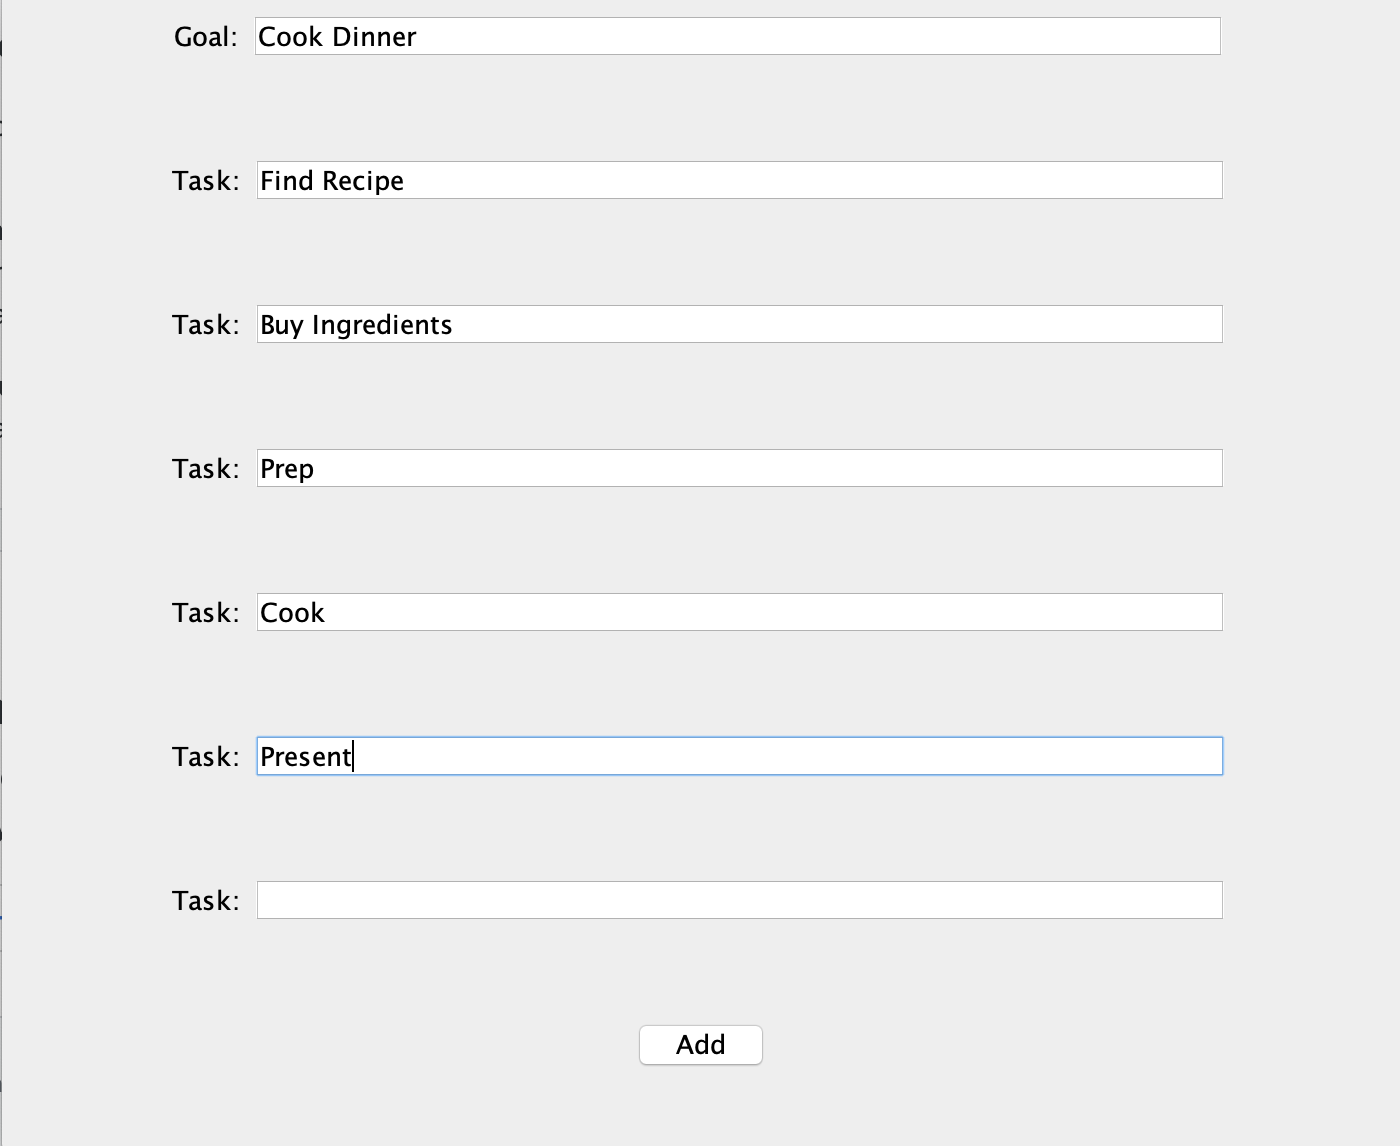 Goal: Cook Dinner
Task: Find Recipe
Task: Buy Ingredients
Task: Prep
Task: Cook
Task: Present
Task:
Add